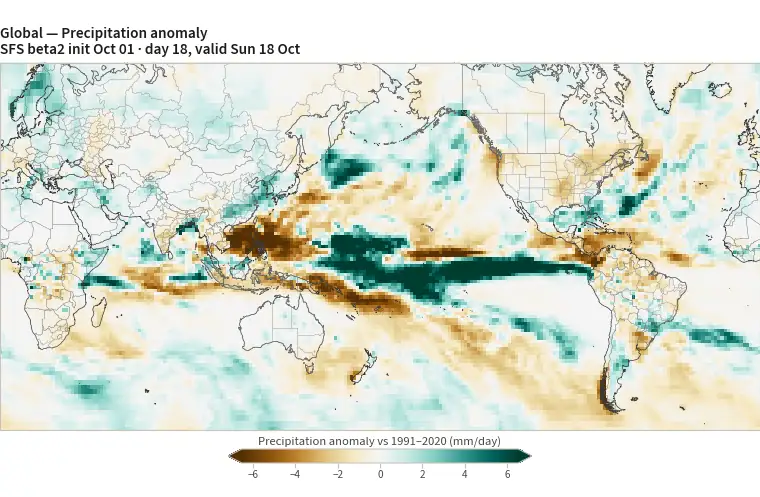 Global — Precipitation anomaly
SFS beta2 init Oct 01 · day 18, valid Sun 18 Oct
Precipitation anomaly vs 1991–2020 (mm/day)
−6 −4 −2 0 2 4 6